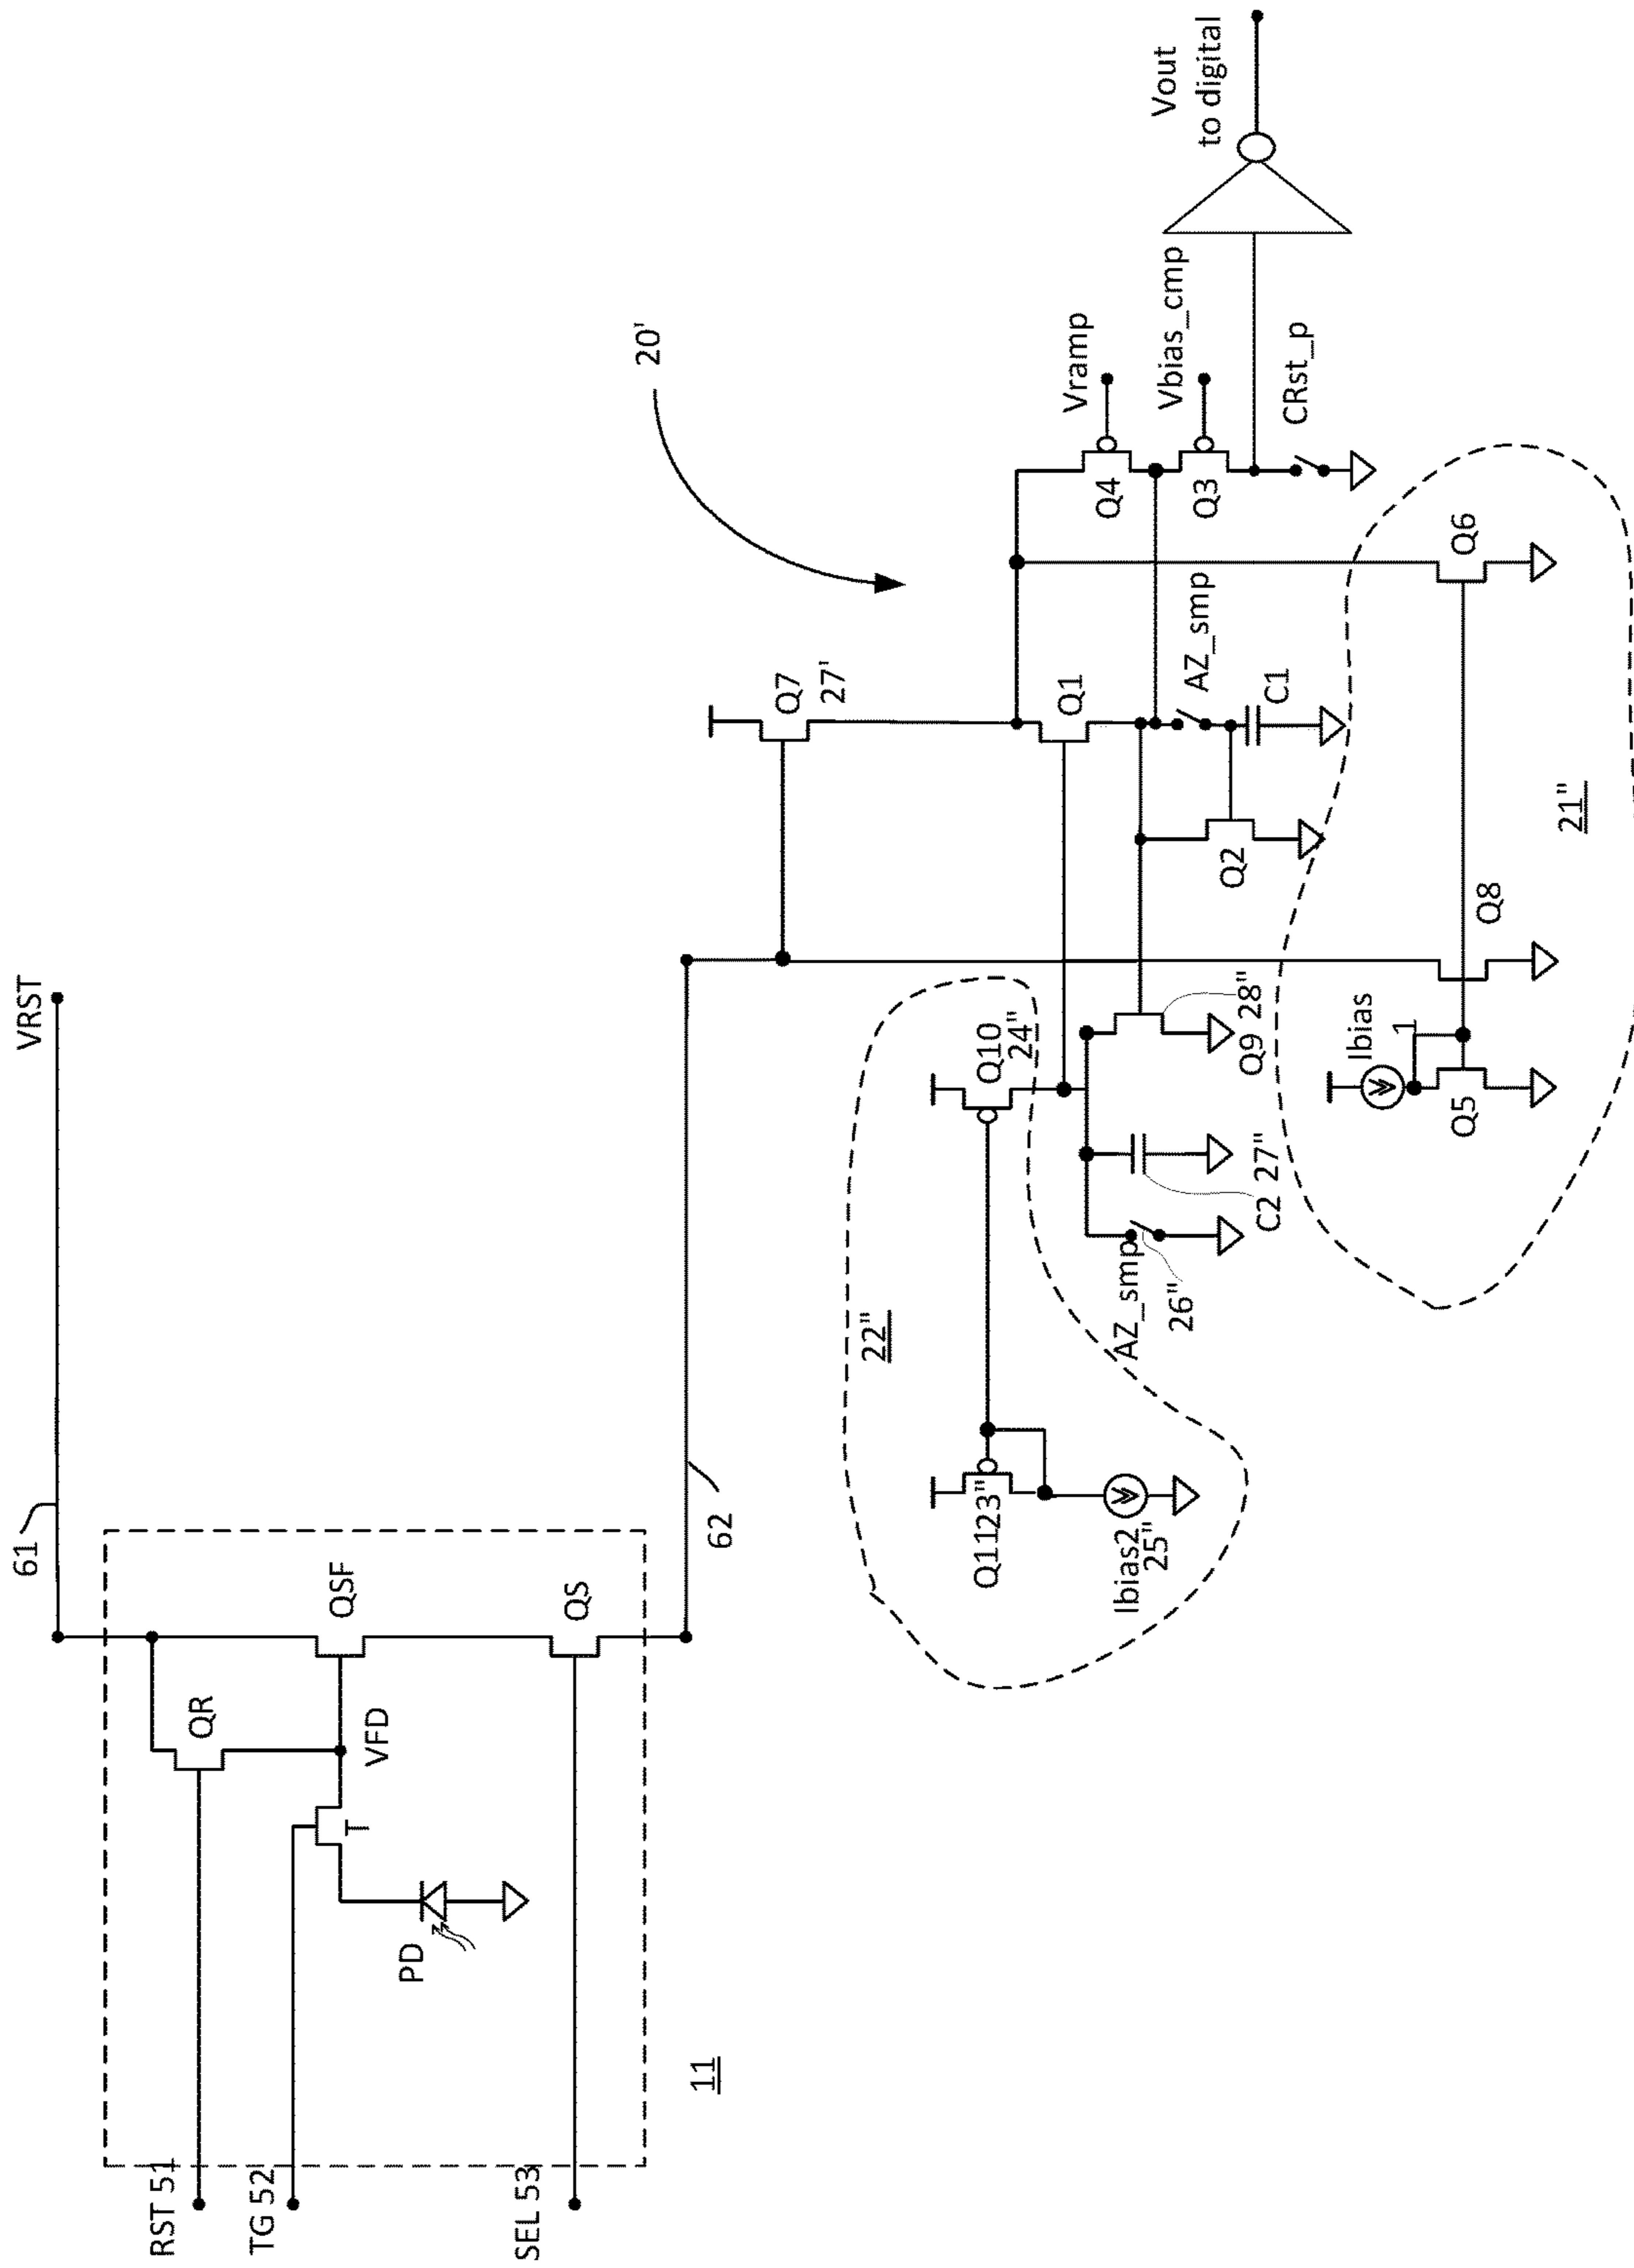 VRST
61
RST 51
TG 52
SEL 53
QR
VFD
QSF
T
PD
QS
11
62
20'
Q7
27'
Q1
AZ_smp
C1
Q2
Q4
Vramp
Q3
Vbias_cmp
CRst_p
Vout
to digital
22"
Q10
24"
Q1123"
Ibias2
25"
AZ_smp
26"
C2 27"
Q9 28"
Ibias
1
Q5
Q8
Q6
21"